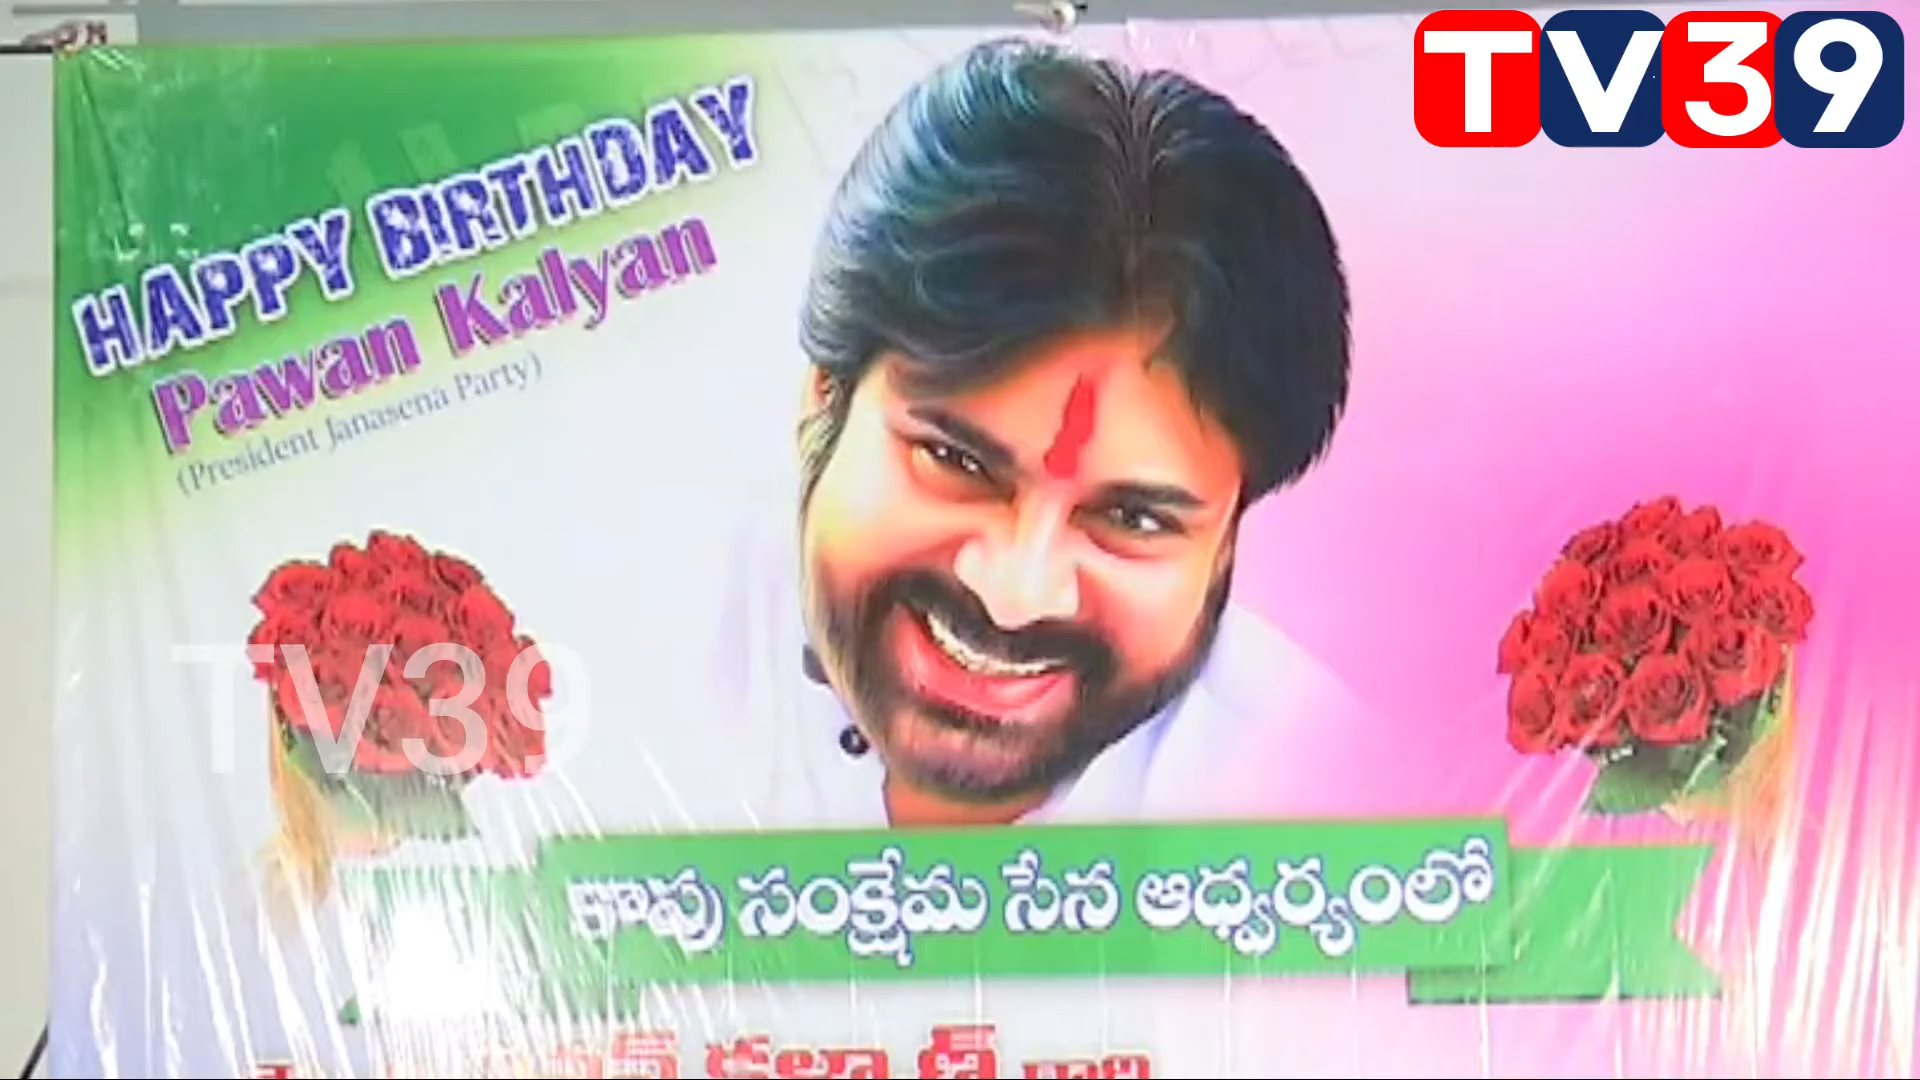 TV39
HAPPY BIRTHDAY
Pawan Kalyan
(President Janasena Party)
TV39
కాపు సంక్షేమ సేన ఆధ్వర్యంలో